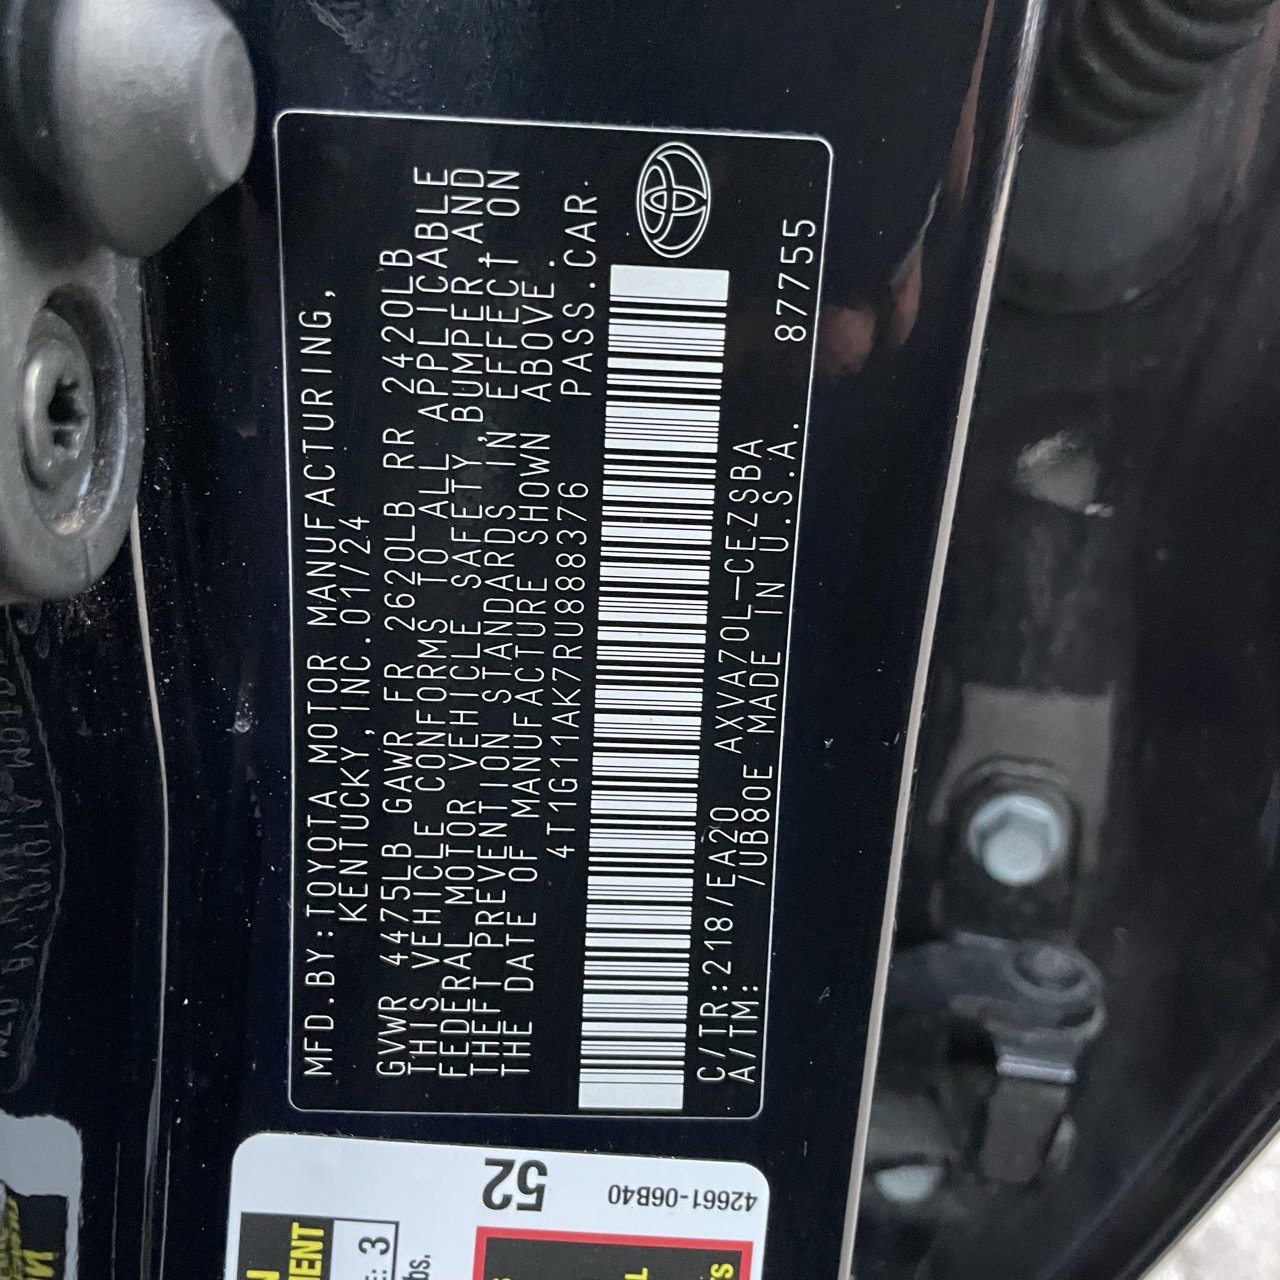 MFD.BY:TOYOTA MOTOR MANUFACTURING,
KENTUCKY,INC.01/24
GVWR 4475LB GAWR FR 2620LB RR 2420LB
THIS VEHICLE CONFORMS TO ALL APPLICABLE
FEDERAL MOTOR VEHICLE SAFETY,BUMPER,AND
THEFT PREVENTION STANDARDS IN EFFECT ON
THE DATE OF MANUFACTURE SHOWN ABOVE.
4T1G11AK7RU888376 PASS.CAR
C/TR:218/EA20 AXVA70L-CEZSBA
A/TM: /UB80E MADE IN U.S.A.
87755
52
42661-06B40
3